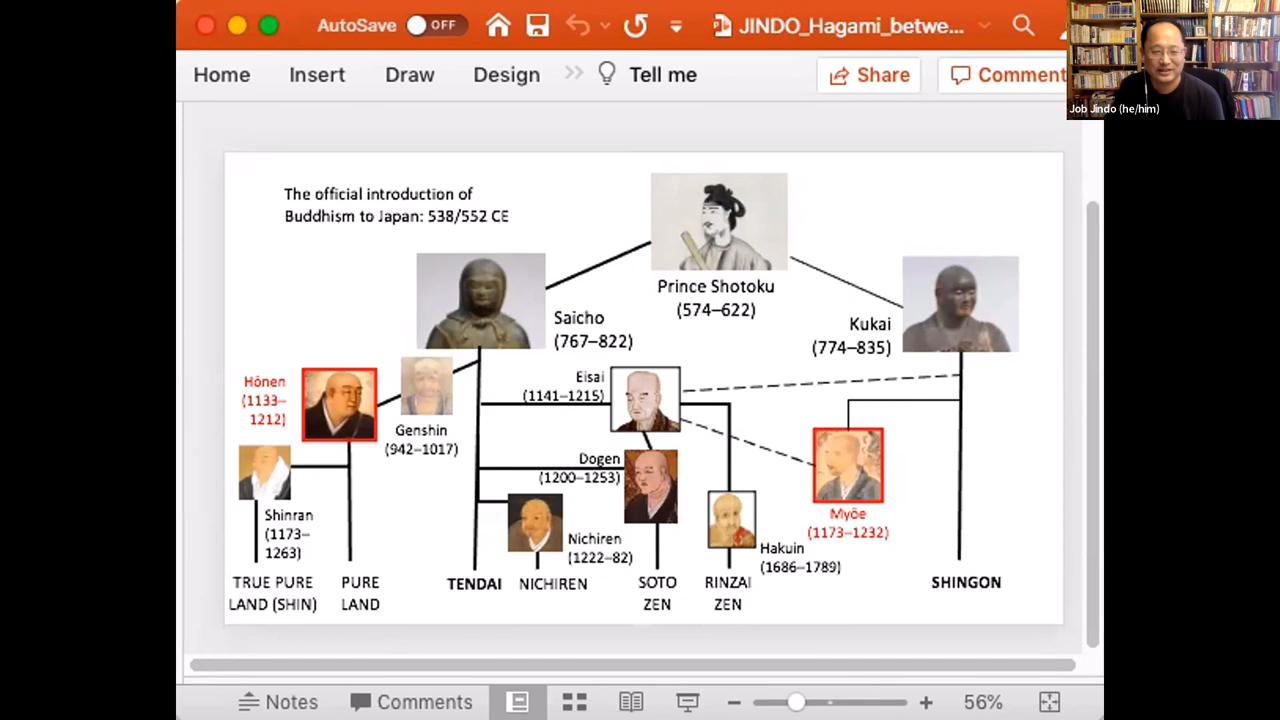 AutoSave
OFF
JINDO_Hagami_betwe...
Home
Insert
Draw
Design
Tell me
Share
Comment
Job Jindo (he/him)
The official introduction of
Buddhism to Japan: 538/552 CE
Prince Shotoku
(574–622)
Saicho
(767–822)
Kukai
(774–835)
Hōnen
(1133–
1212)
Genshin
(942–1017)
Eisai
(1141–1215)
Dogen
(1200–1253)
Shinran
(1173–
1263)
Nichiren
(1222–82)
Hakuin
(1686–1789)
Myōe
(1173–1232)
TRUE PURE
LAND (SHIN)
PURE
LAND
TENDAI
NICHIREN
SOTO
ZEN
RINZAI
ZEN
SHINGON
Notes
Comments
56%